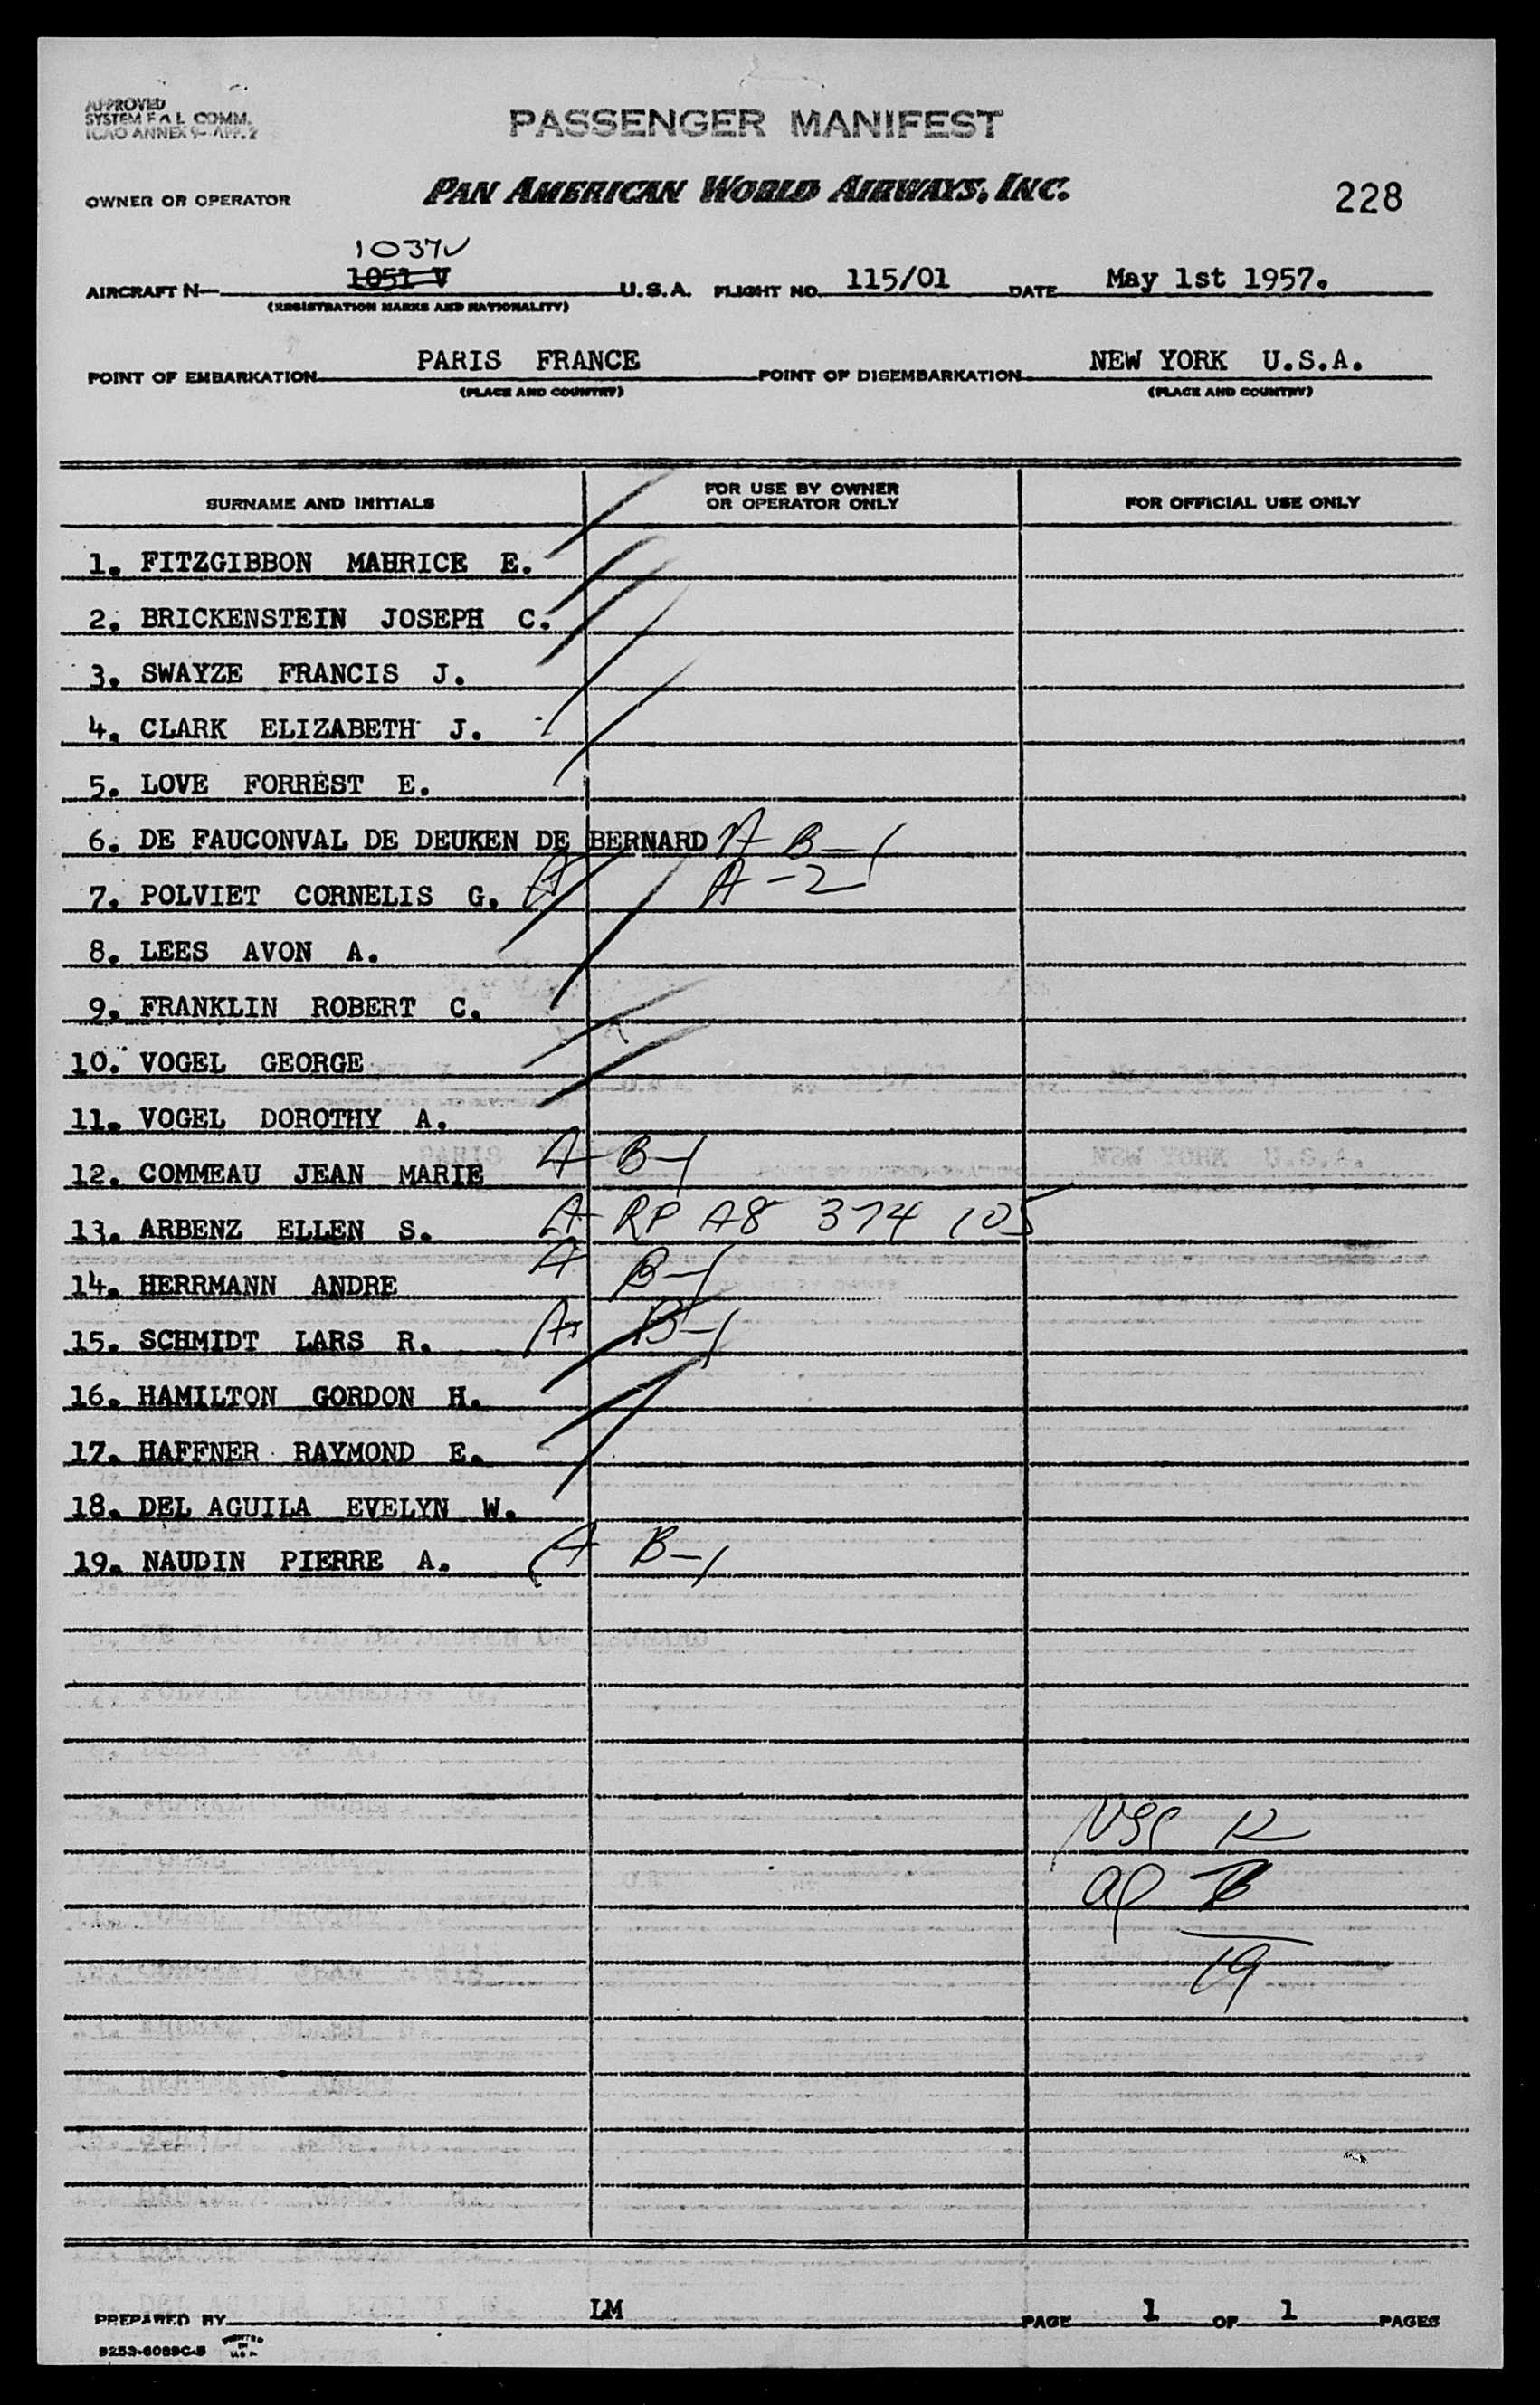 APPROVED
SYSTEM F A L COMM.
ICAO ANNEX 9-APP. 2
PASSENGER MANIFEST
OWNER OR OPERATOR
PAN AMERICAN WORLD AIRWAYS, INC.
228
1037V
AIRCRAFT N— 1051 V U.S.A. FLIGHT NO. 115/01 DATE May 1st 1957.
(REGISTRATION MARKS AND NATIONALITY)
POINT OF EMBARKATION PARIS FRANCE POINT OF DISEMBARKATION NEW YORK U.S.A.
(PLACE AND COUNTRY) (PLACE AND COUNTRY)
SURNAME AND INITIALS
FOR USE BY OWNER
OR OPERATOR ONLY
FOR OFFICIAL USE ONLY
1. FITZGIBBON MAHRICE E.
2. BRICKENSTEIN JOSEPH C.
3. SWAYZE FRANCIS J.
4. CLARK ELIZABETH J.
5. LOVE FORREST E.
6. DE FAUCONVAL DE DEUKEN DE BERNARD A B-1
7. POLVIET CORNELIS G. A A-2
8. LEES AVON A.
9. FRANKLIN ROBERT C.
10. VOGEL GEORGE
11. VOGEL DOROTHY A.
12. COMMEAU JEAN MARIE A B-1
13. ARBENZ ELLEN S. A RP A8 374 105
14. HERRMANN ANDRE A B-1
15. SCHMIDT LARS R. A B-1
16. HAMILTON GORDON H.
17. HAFFNER RAYMOND E.
18. DEL AGUILA EVELYN W.
19. NAUDIN PIERRE A. A B-1
12
19
PREPARED BY LM PAGE 1 OF 1 PAGES
9253-6089C-5 PRINTED
IN
U.S.A.